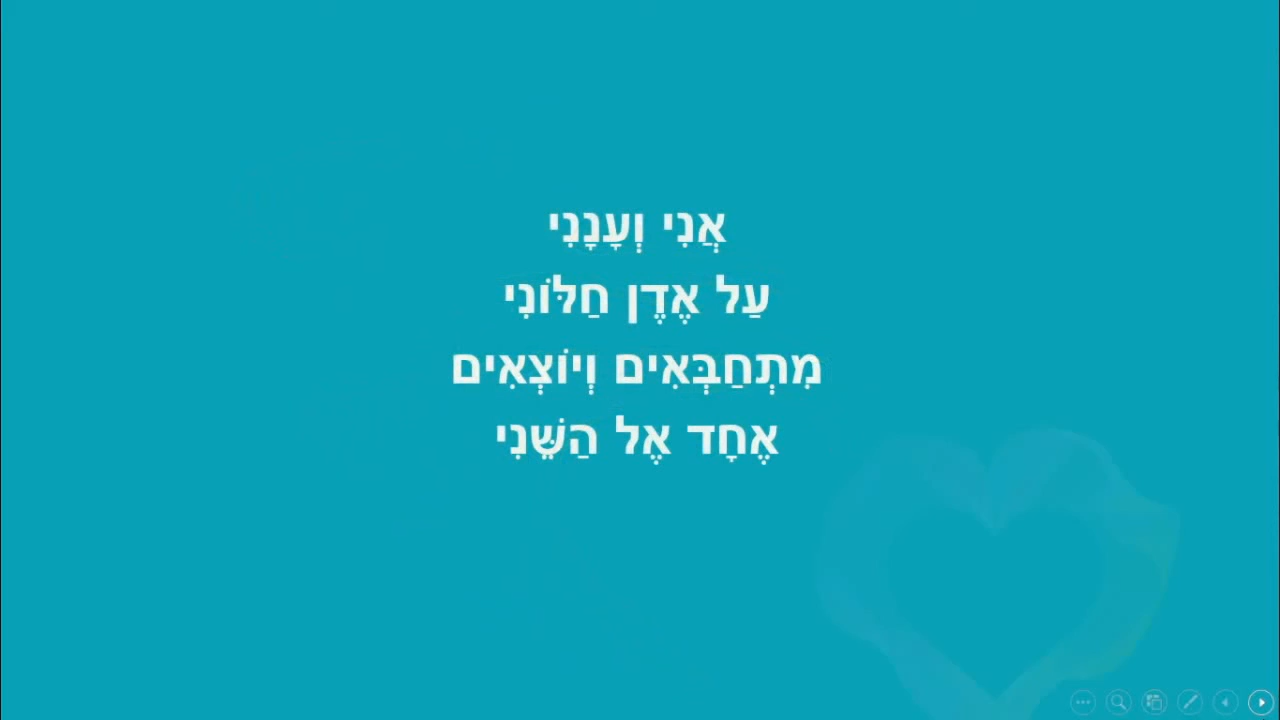 אֲנִי וְעָנָנִי
עַל אֶדֶן חַלּוֹנִי
מִתְחַבְּאִים וְיוֹצְאִים
אֶחָד אֶל הַשֵּׁנִי